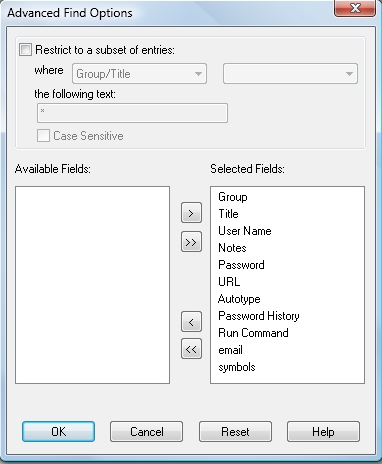 Advanced Find Options
Restrict to a subset of entries:
where Group/Title
the following text:
*
Case Sensitive
Available Fields: Selected Fields:
Group
> Title
User Name
>> Notes
Password
URL
Autotype
< Password History
Run Command
<< email
symbols
OK Cancel Reset Help